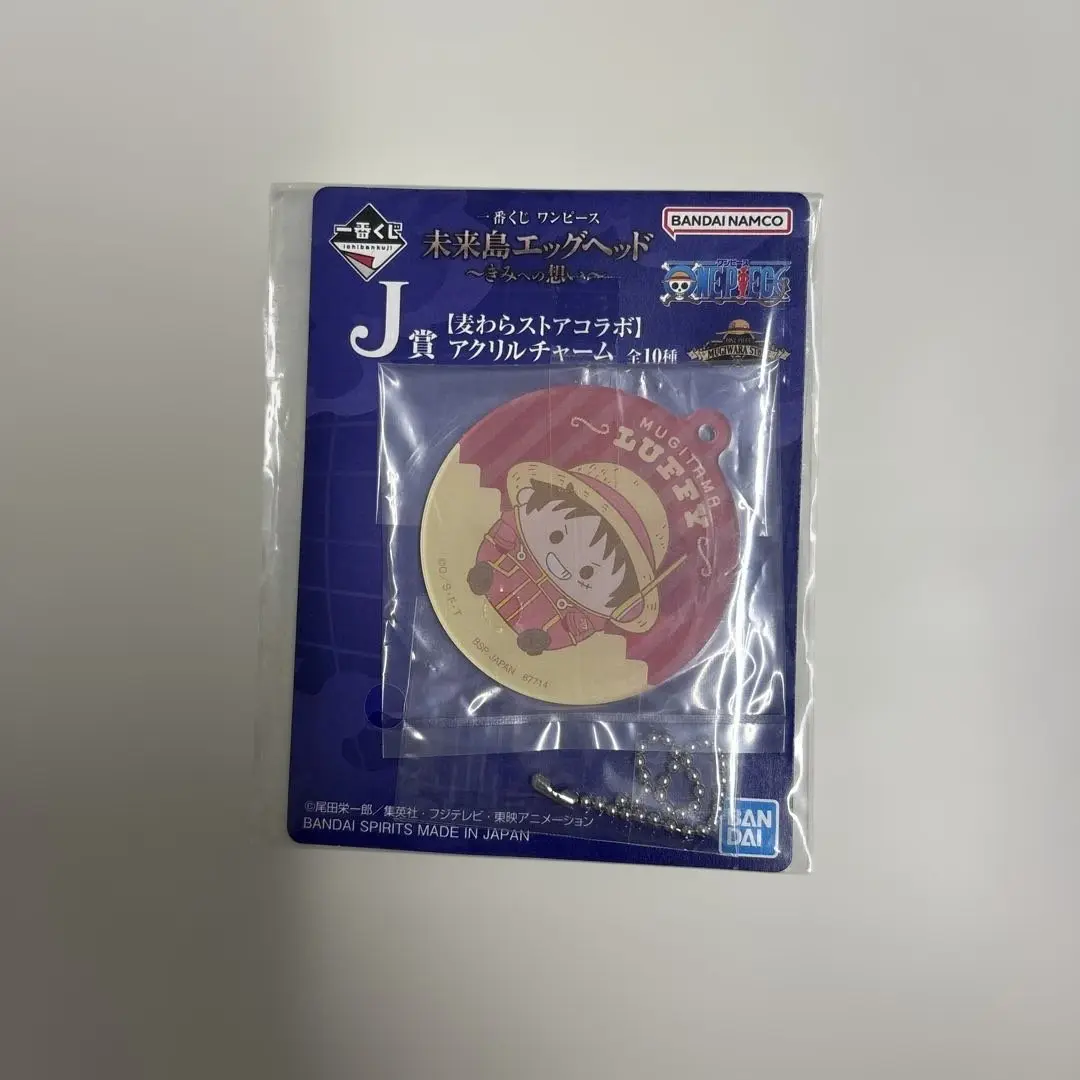 一番くじ
ichibankuji
一番くじ ワンピース
未来島エッグヘッド
～きみへの想い～
BANDAI NAMCO
ワンピース
ONE PIECE
J賞
【麦わらストアコラボ】
アクリルチャーム 全10種
MUGIWARA STORE
MUGITAMA
LUFFY
©O/S・F・T
BSP JAPAN 87714
©尾田栄一郎／集英社・フジテレビ・東映アニメーション
BANDAI SPIRITS MADE IN JAPAN
BAN
DAI